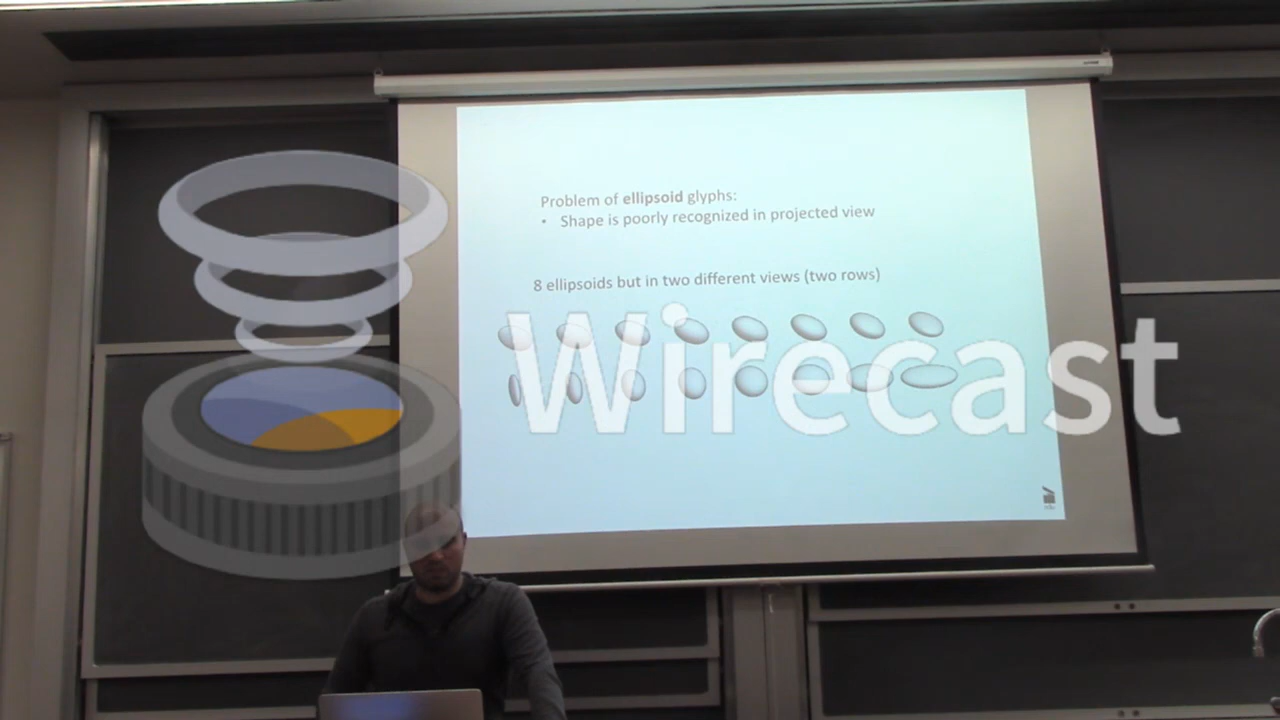 Problem of ellipsoid glyphs:
• Shape is poorly recognized in projected view
8 ellipsoids but in two different views (two rows)
Wirecast